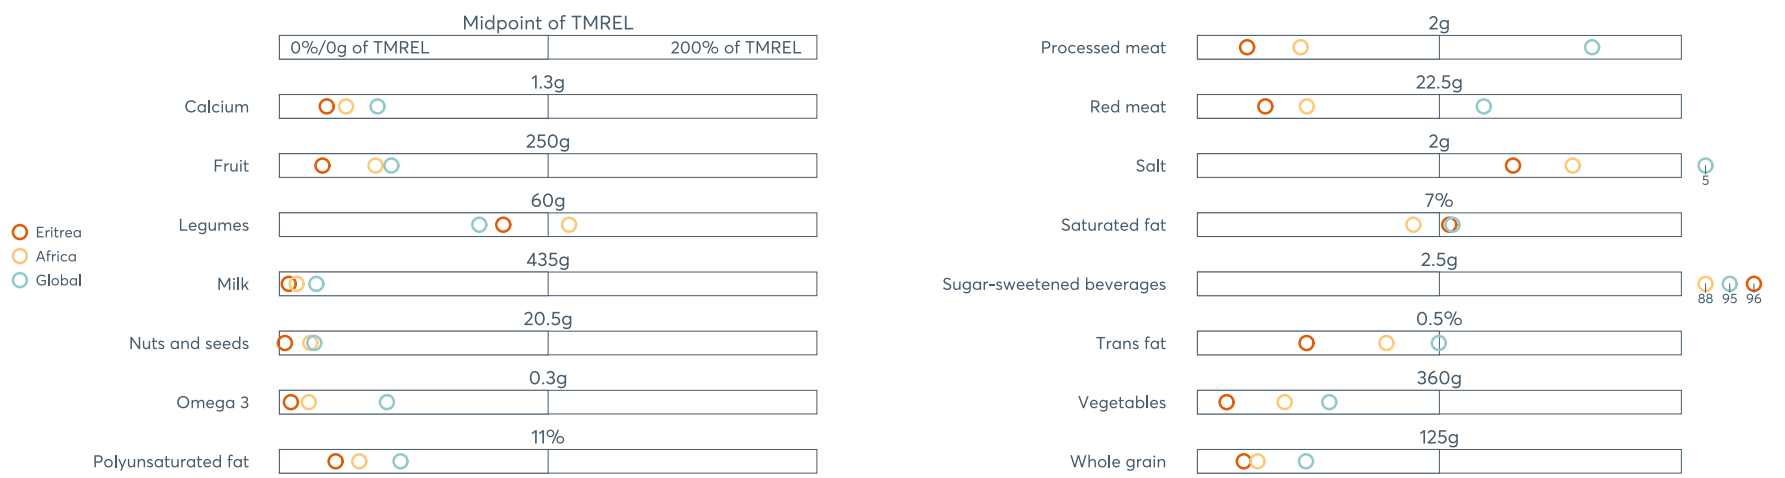 Midpoint of TMREL
0%/0g of TMREL 200% of TMREL
1.3g
Calcium
250g
Fruit
60g
Legumes
435g
Milk
20.5g
Nuts and seeds
0.3g
Omega 3
11%
Polyunsaturated fat
Eritrea
Africa
Global
2g
Processed meat
22.5g
Red meat
2g
Salt
5
7%
Saturated fat
2.5g
Sugar-sweetened beverages
88 95 96
0.5%
Trans fat
360g
Vegetables
125g
Whole grain